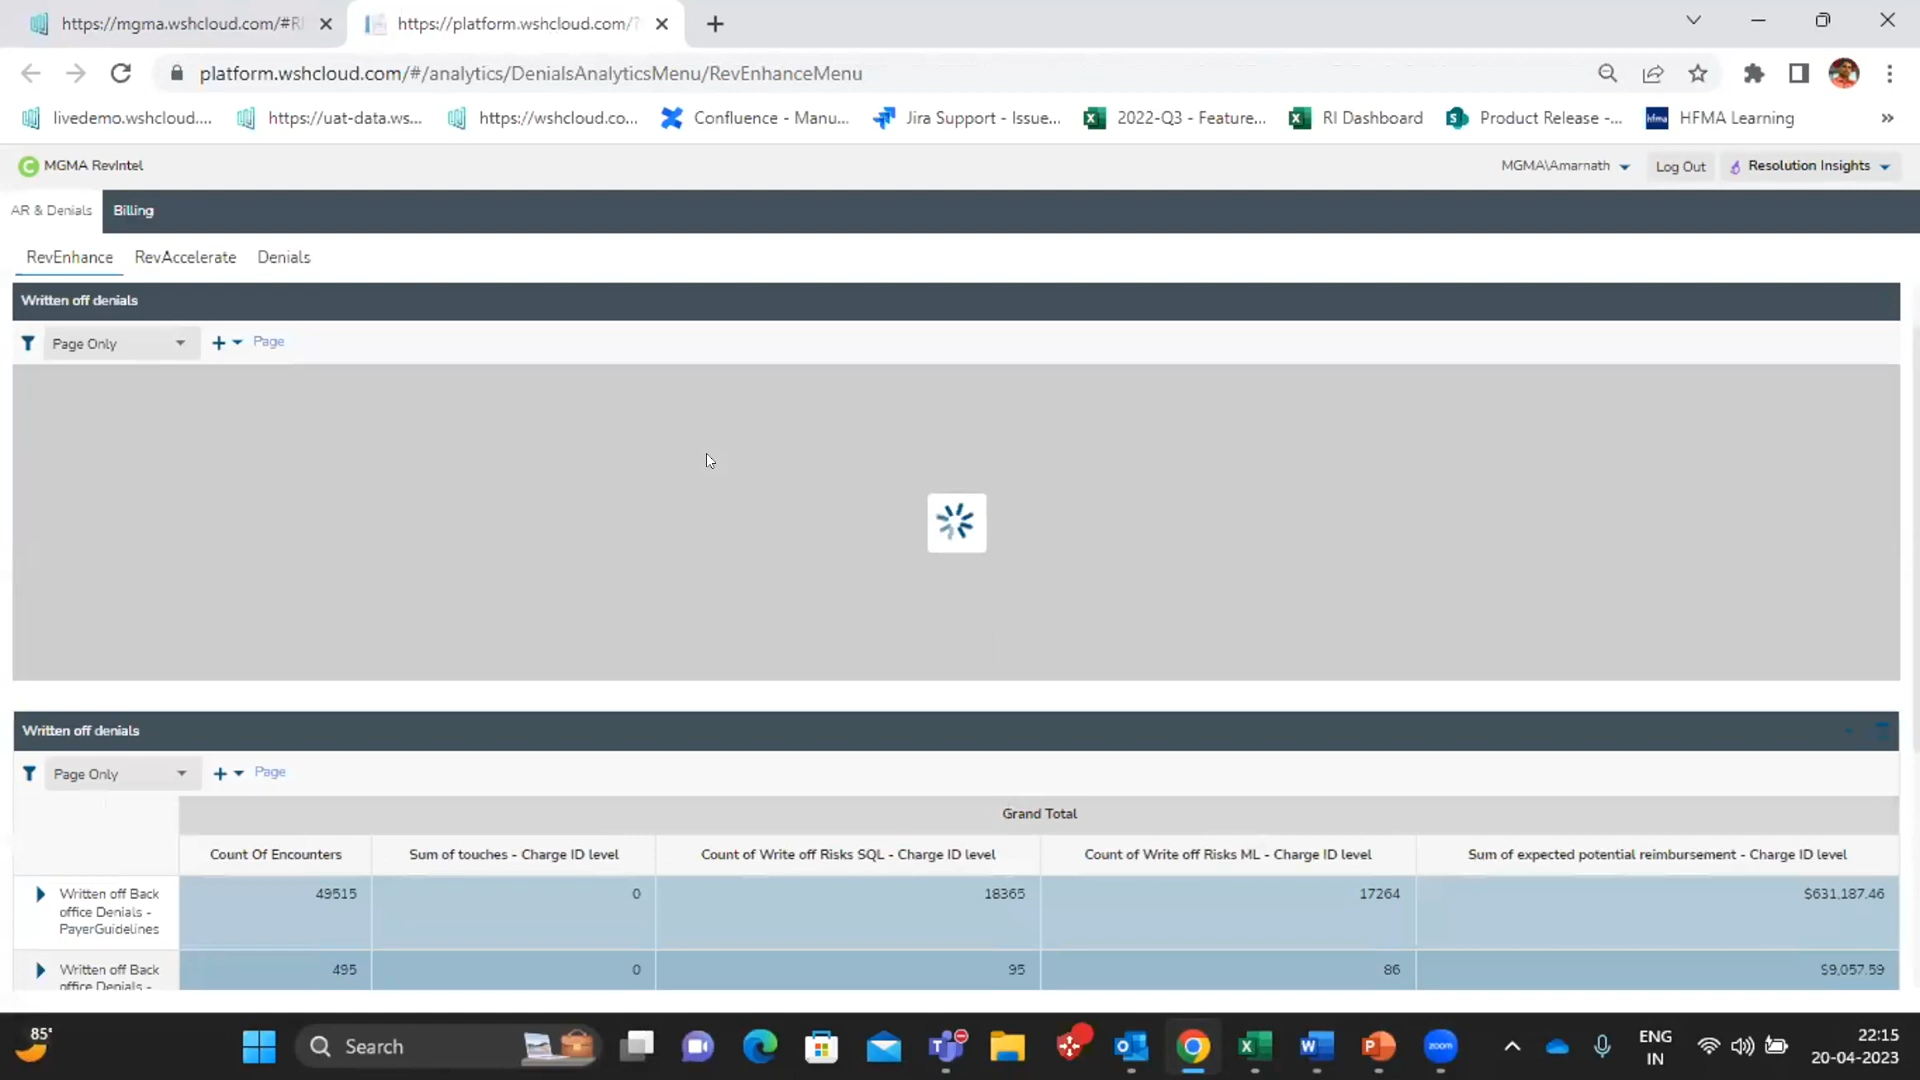 https://mgma.wshcloud.com/#R
https://platform.wshcloud.com/?
platform.wshcloud.com/#/analytics/DenialsAnalyticsMenu/RevEnhanceMenu
livedemo.wshcloud....
https://uat-data.ws...
https://wshcloud.co...
Confluence - Manu...
Jira Support - Issue...
2022-Q3 - Feature...
RI Dashboard
Product Release -...
hfma
HFMA Learning
MGMA RevIntel
MGMA\Amarnath
Log Out
Resolution Insights
AR & Denials
Billing
RevEnhance
RevAccelerate
Denials
Written off denials
Page Only
Page
Written off denials
Page Only
Page
Grand Total
Count Of Encounters
Sum of touches - Charge ID level
Count of Write off Risks SQL - Charge ID level
Count of Write off Risks ML - Charge ID level
Sum of expected potential reimbursement - Charge ID level
Written off Back
office Denials -
PayerGuidelines
49515
0
18365
17264
$631,187.46
Written off Back
office Denials -
495
0
95
86
$9,057.59
85°
Search
zoom
ENG
IN
22:15
20-04-2023